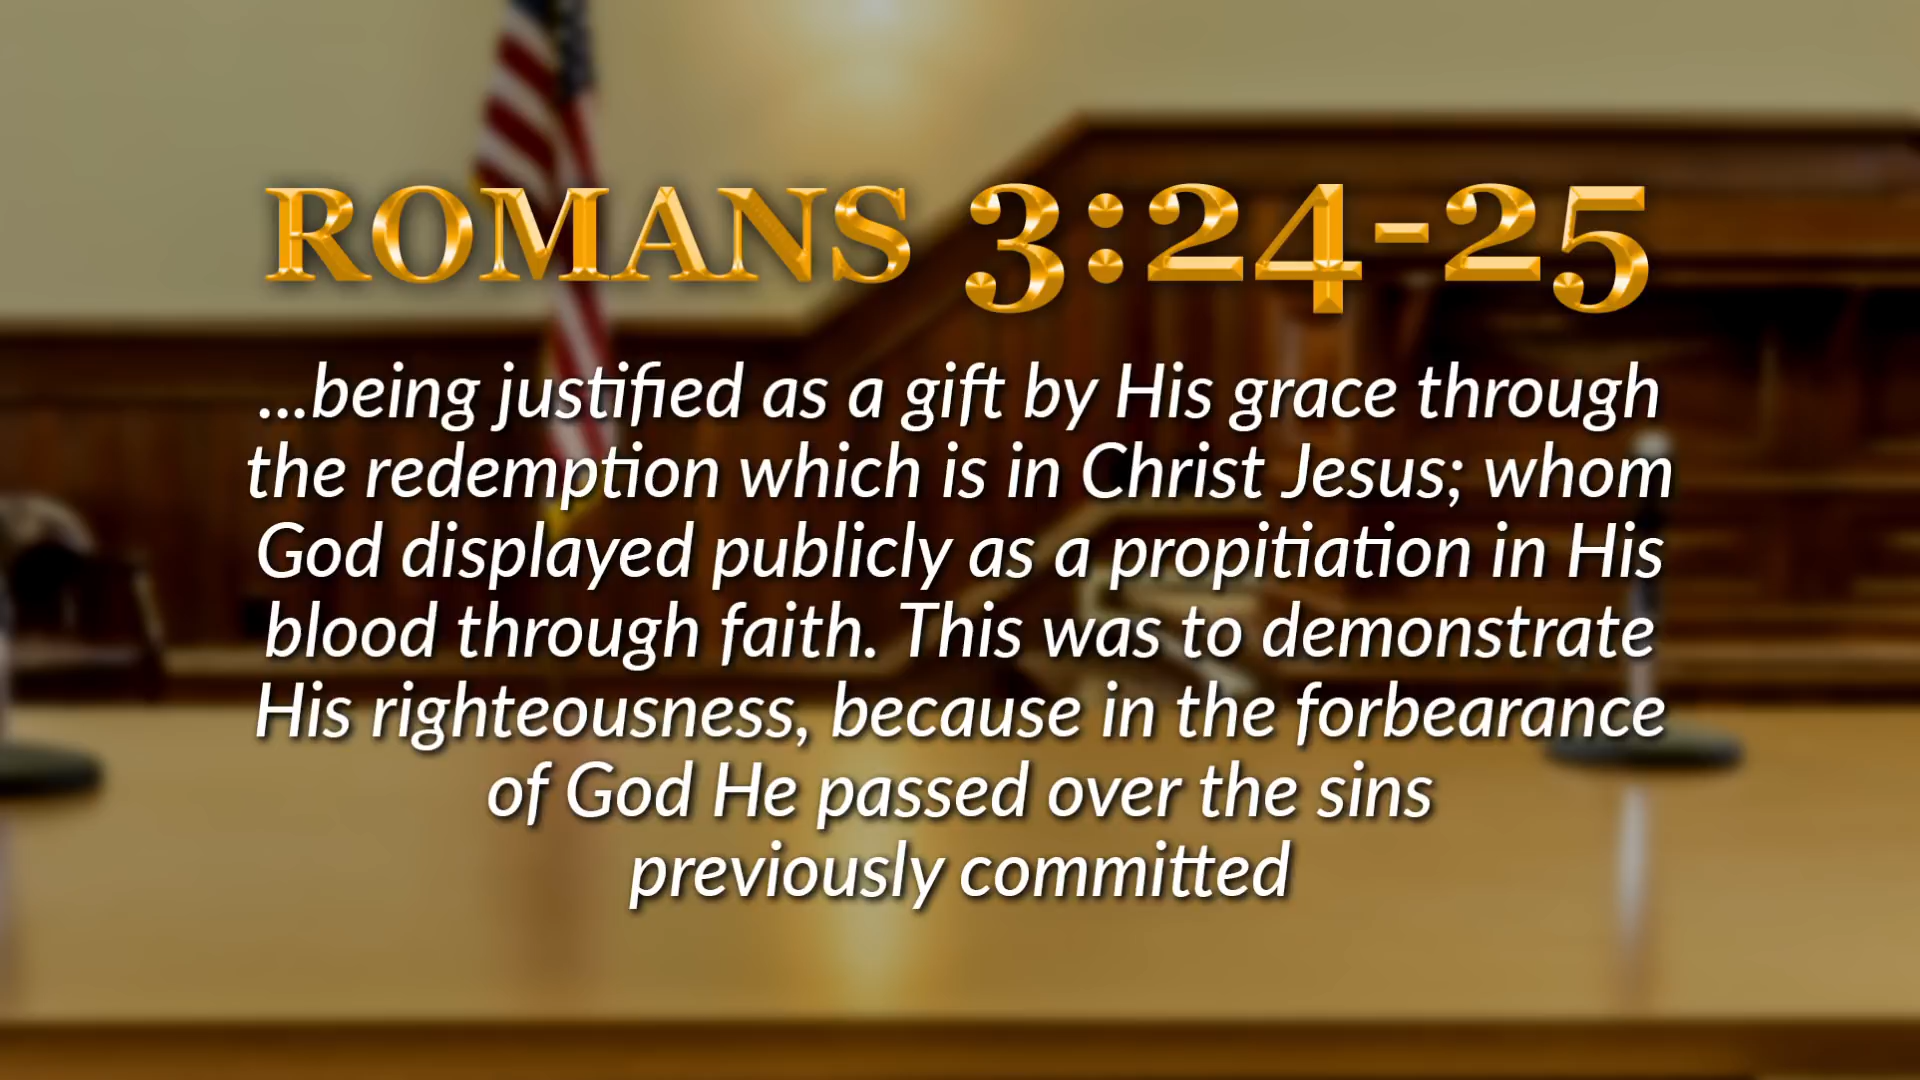 ROMANS 3:24-25
...being justified as a gift by His grace through
the redemption which is in Christ Jesus; whom
God displayed publicly as a propitiation in His
blood through faith. This was to demonstrate
His righteousness, because in the forbearance
of God He passed over the sins
previously committed